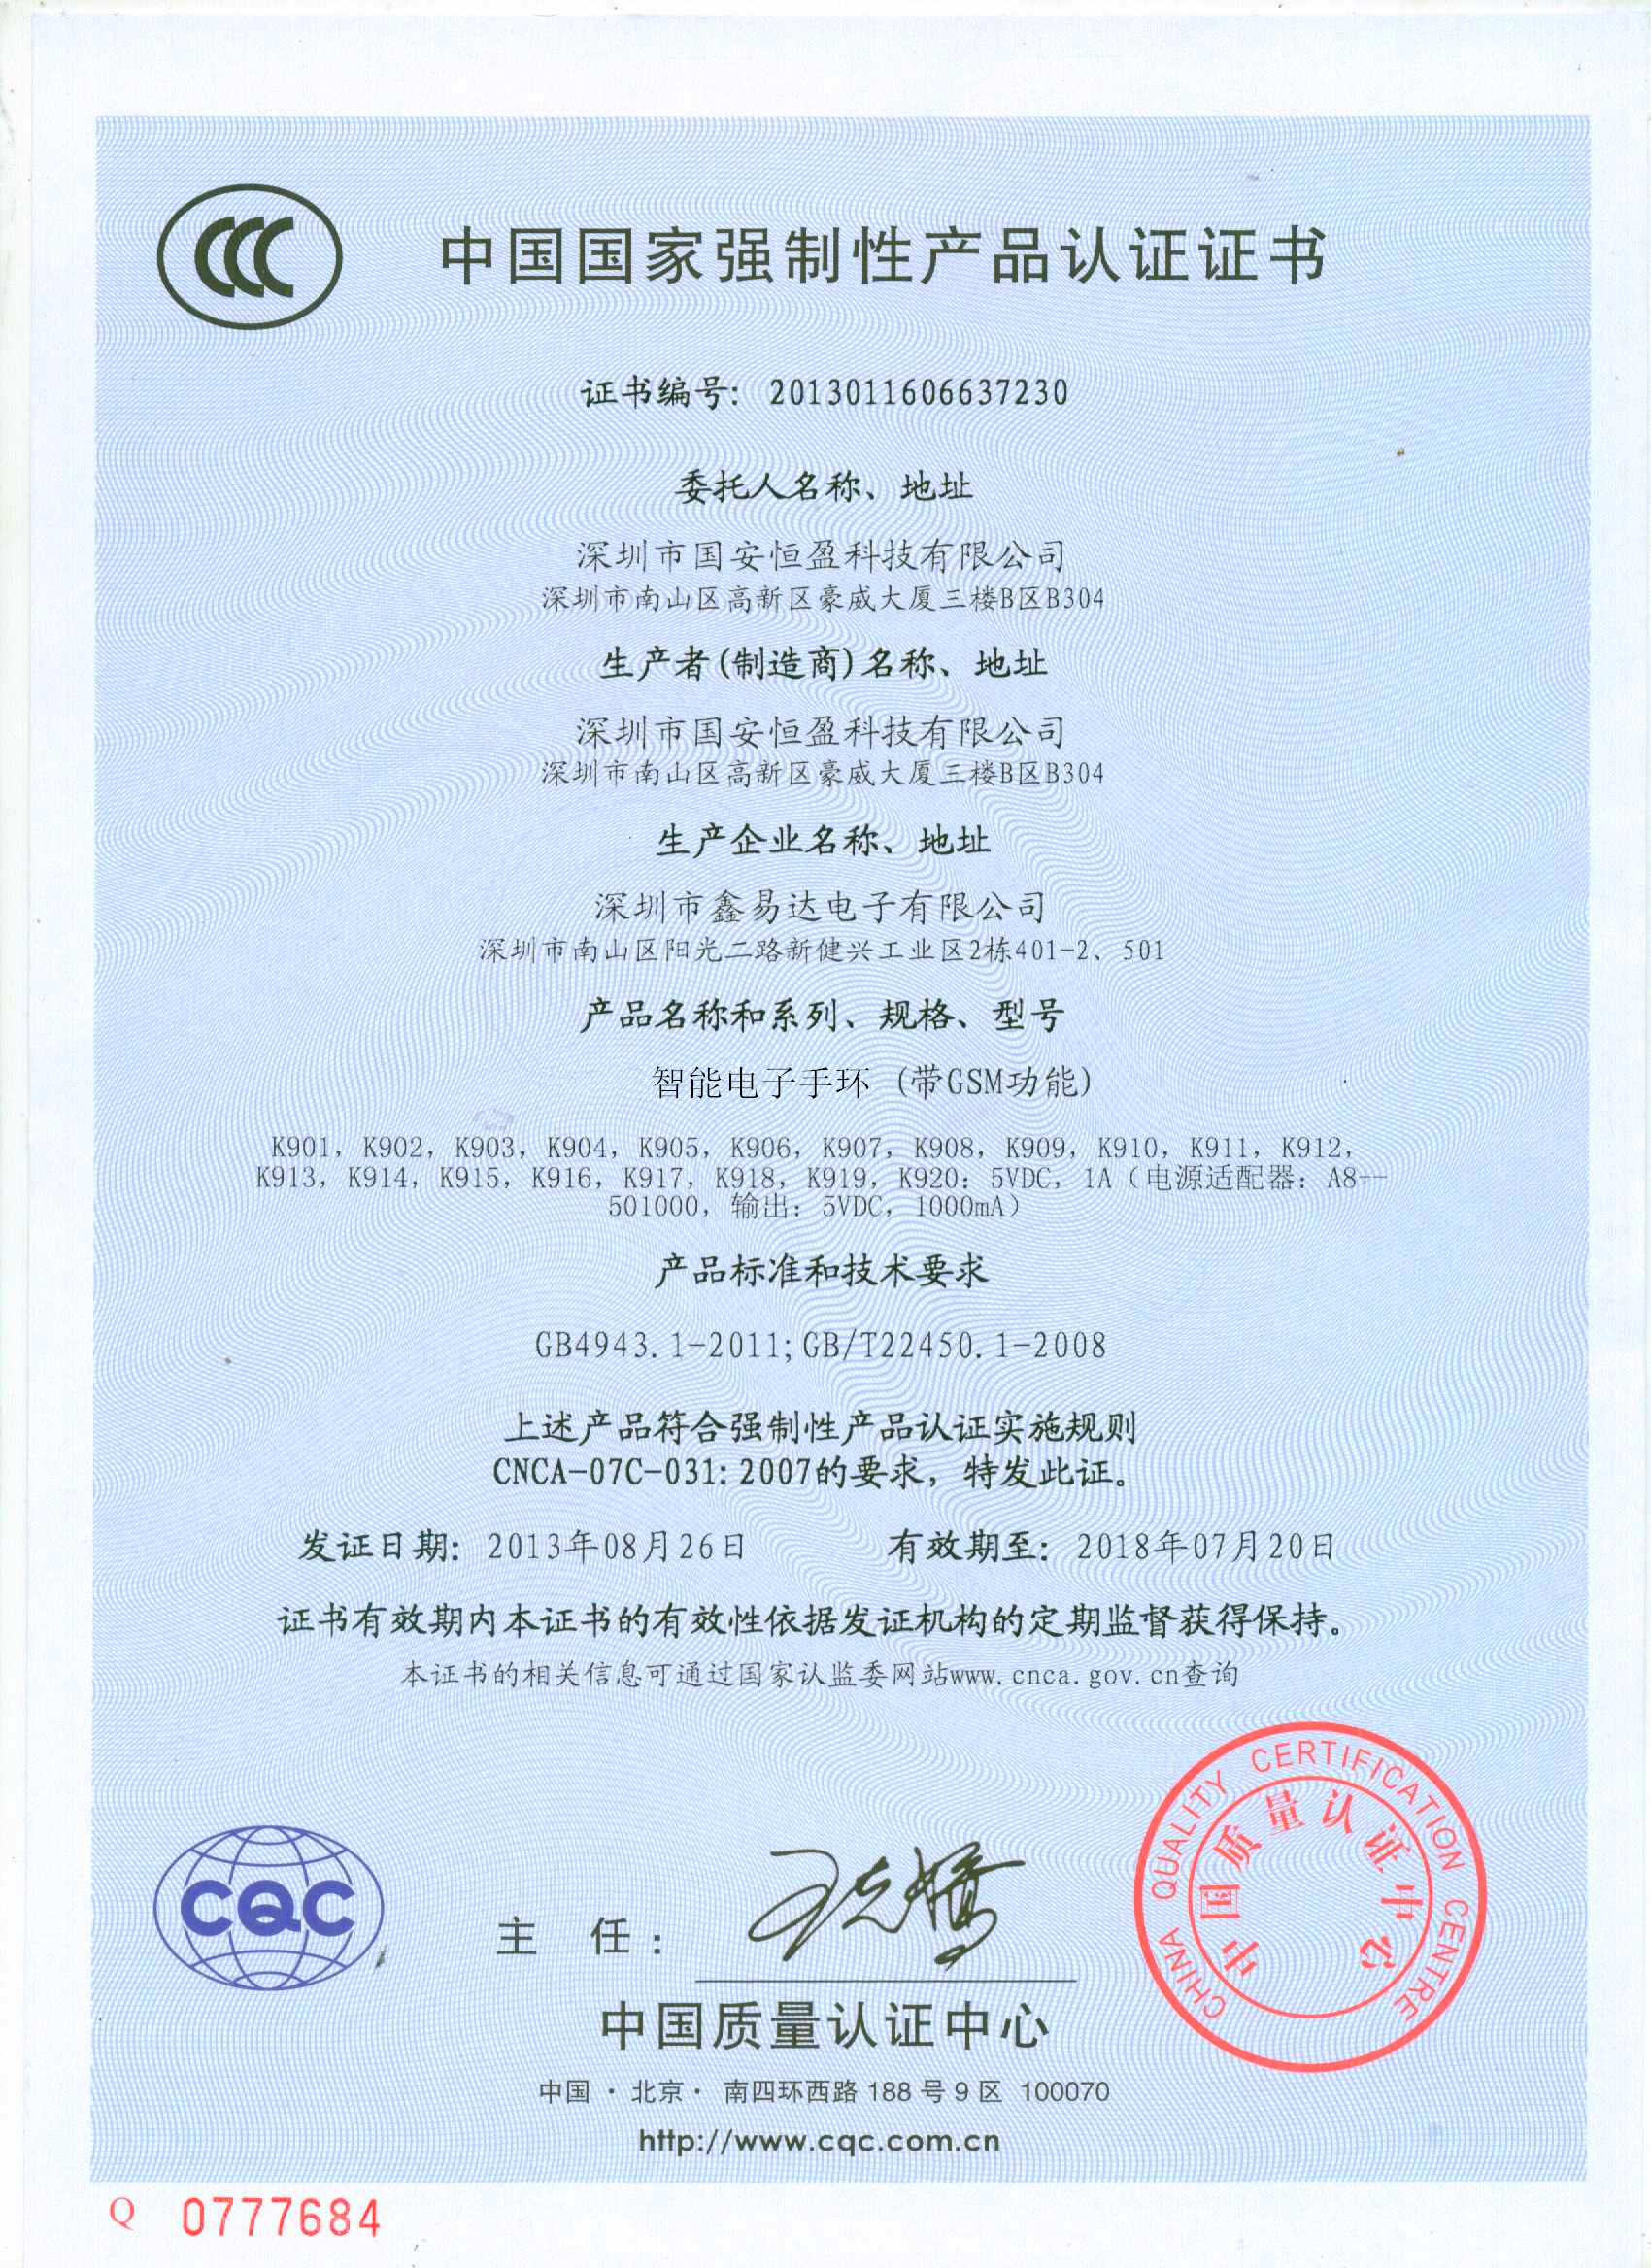 CCC
中国国家强制性产品认证证书
证书编号: 2013011606637230
委托人名称、地址
深圳市国安恒盈科技有限公司
深圳市南山区高新区豪威大厦三楼B区B304
生产者(制造商)名称、地址
深圳市国安恒盈科技有限公司
深圳市南山区高新区豪威大厦三楼B区B304
生产企业名称、地址
深圳市鑫易达电子有限公司
深圳市南山区阳光二路新健兴工业区2栋401-2、501
产品名称和系列、规格、型号
智能电子手环 (带GSM功能)
K901, K902, K903, K904, K905, K906, K907, K908, K909, K910, K911, K912,
K913, K914, K915, K916, K917, K918, K919, K920: 5VDC, 1A（电源适配器: A8--
501000, 输出: 5VDC, 1000mA）
产品标准和技术要求
GB4943.1-2011;GB/T22450.1-2008
上述产品符合强制性产品认证实施规则
CNCA-07C-031:2007的要求, 特发此证。
发证日期: 2013年08月26日 有效期至: 2018年07月20日
证书有效期内本证书的有效性依据发证机构的定期监督获得保持。
本证书的相关信息可通过国家认监委网站www.cnca.gov.cn查询
CHINA QUALITY CERTIFICATION CENTRE
中国质量认证中心
CQC
主 任:
中国质量认证中心
中国・北京・ 南四环西路 188 号 9 区 100070
http://www.cqc.com.cn
Q 0777684